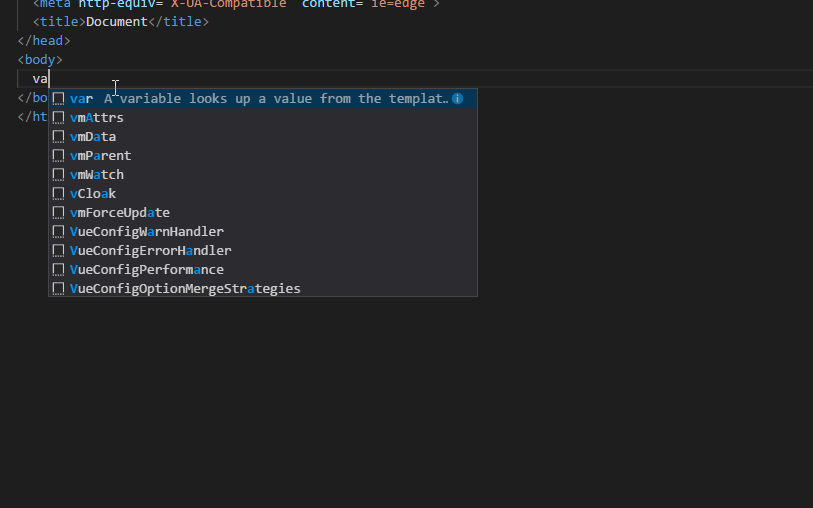 <meta http-equiv="X-UA-Compatible" content="ie=edge">
<title>Document</title>
</head>
<body>
va
</bo
var A variable looks up a value from the templat..
</ht
vmAttrs
vmData
vmParent
vmWatch
vCloak
vmForceUpdate
VueConfigWarnHandler
VueConfigErrorHandler
VueConfigPerformance
VueConfigOptionMergeStrategies